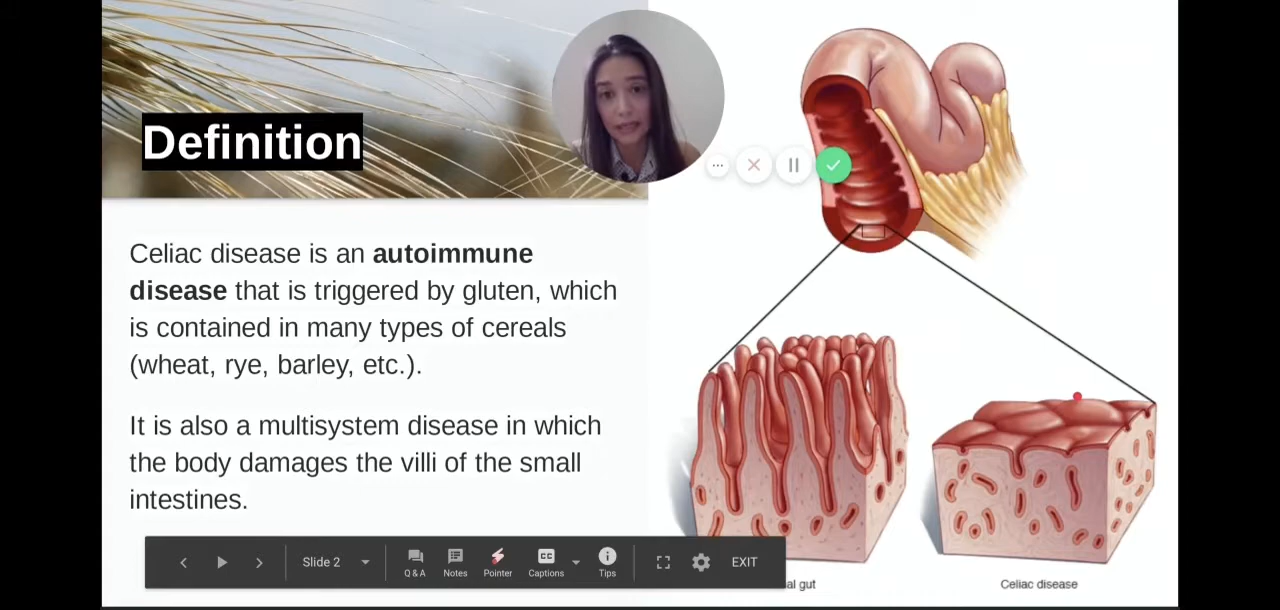 Definition
Celiac disease is an autoimmune
disease that is triggered by gluten, which
is contained in many types of cereals
(wheat, rye, barley, etc.).
It is also a multisystem disease in which
the body damages the villi of the small
intestines.
Slide 2
Q & A
Notes
Pointer
CC
Captions
Tips
EXIT
al gut
Celiac disease